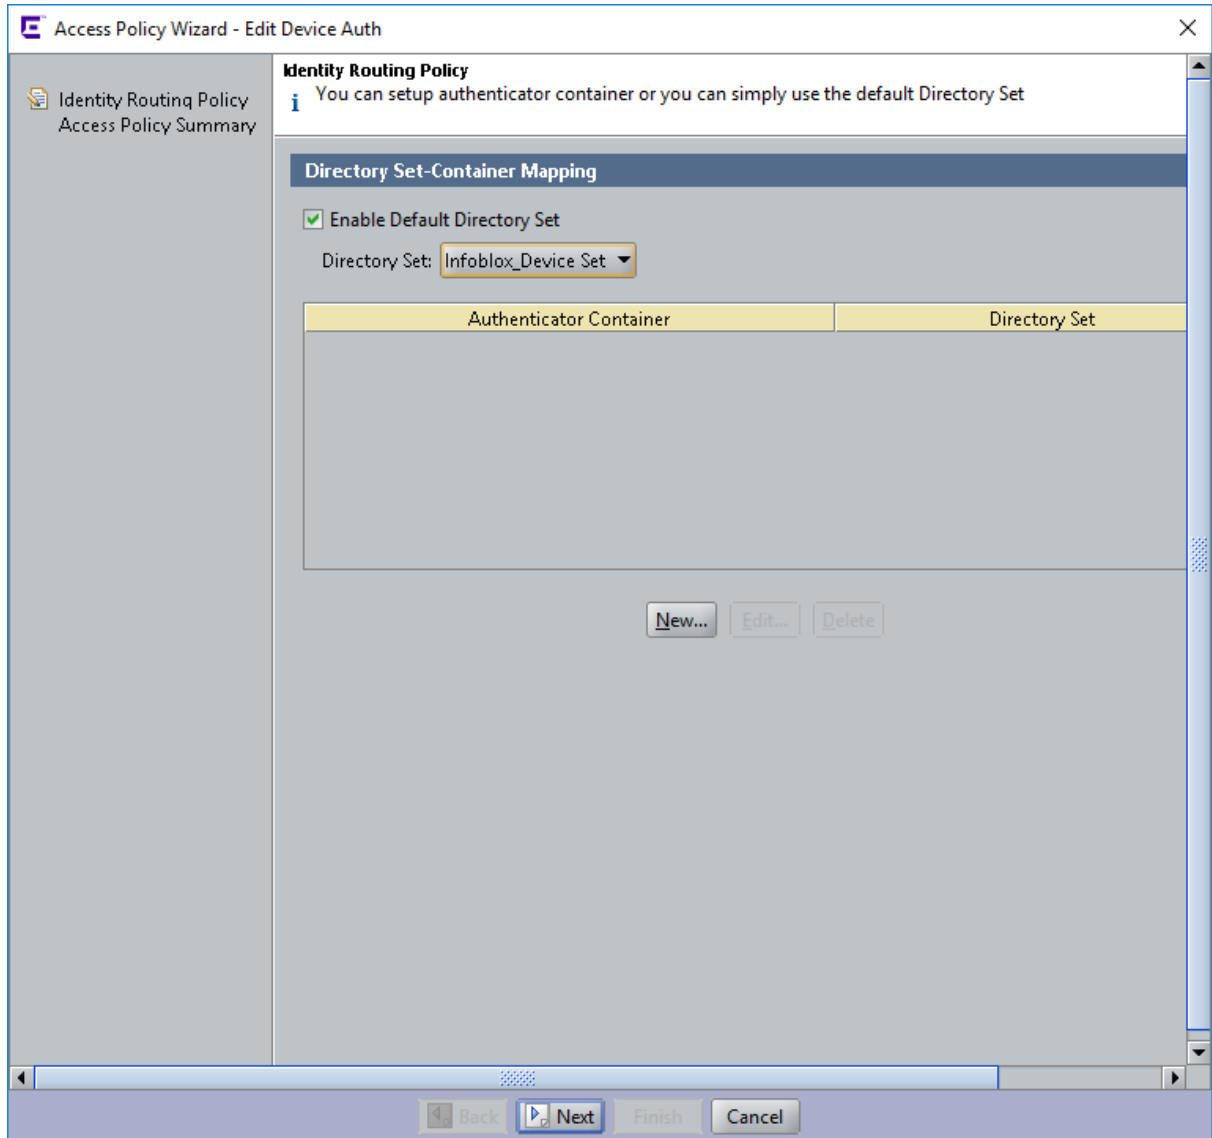 Access Policy Wizard - Edit Device Auth
Identity Routing Policy
Access Policy Summary
Identity Routing Policy
You can setup authenticator container or you can simply use the default Directory Set
Directory Set-Container Mapping
Enable Default Directory Set
Directory Set: Infoblox_Device Set
Authenticator Container Directory Set
New... Edit... Delete
Back Next Finish Cancel